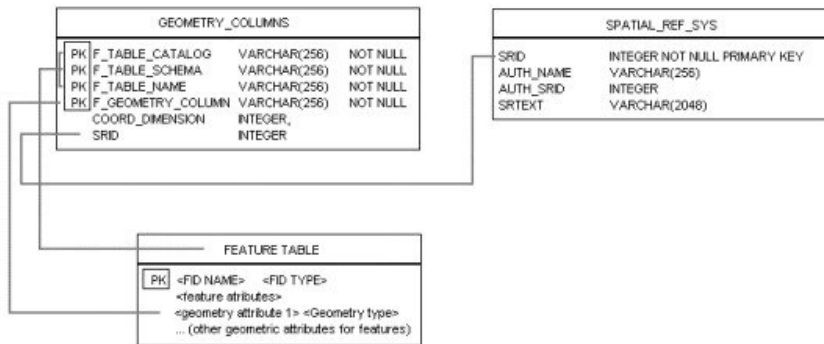 GEOMETRY_COLUMNS
PK F_TABLE_CATALOG VARCHAR(256) NOT NULL
PK F_TABLE_SCHEMA VARCHAR(256) NOT NULL
PK F_TABLE_NAME VARCHAR(256) NOT NULL
PK F_GEOMETRY_COLUMN VARCHAR(256) NOT NULL
COORD_DIMENSION INTEGER,
SRID INTEGER
SPATIAL_REF_SYS
SRID INTEGER NOT NULL PRIMARY KEY
AUTH_NAME VARCHAR(256)
AUTH_SRID INTEGER
SRTEXT VARCHAR(2048)
FEATURE TABLE
PK <FID NAME> <FID TYPE>
<feature atributes>
<geometry attribute 1> <Geometry type>
... (other geometric attributes for features)